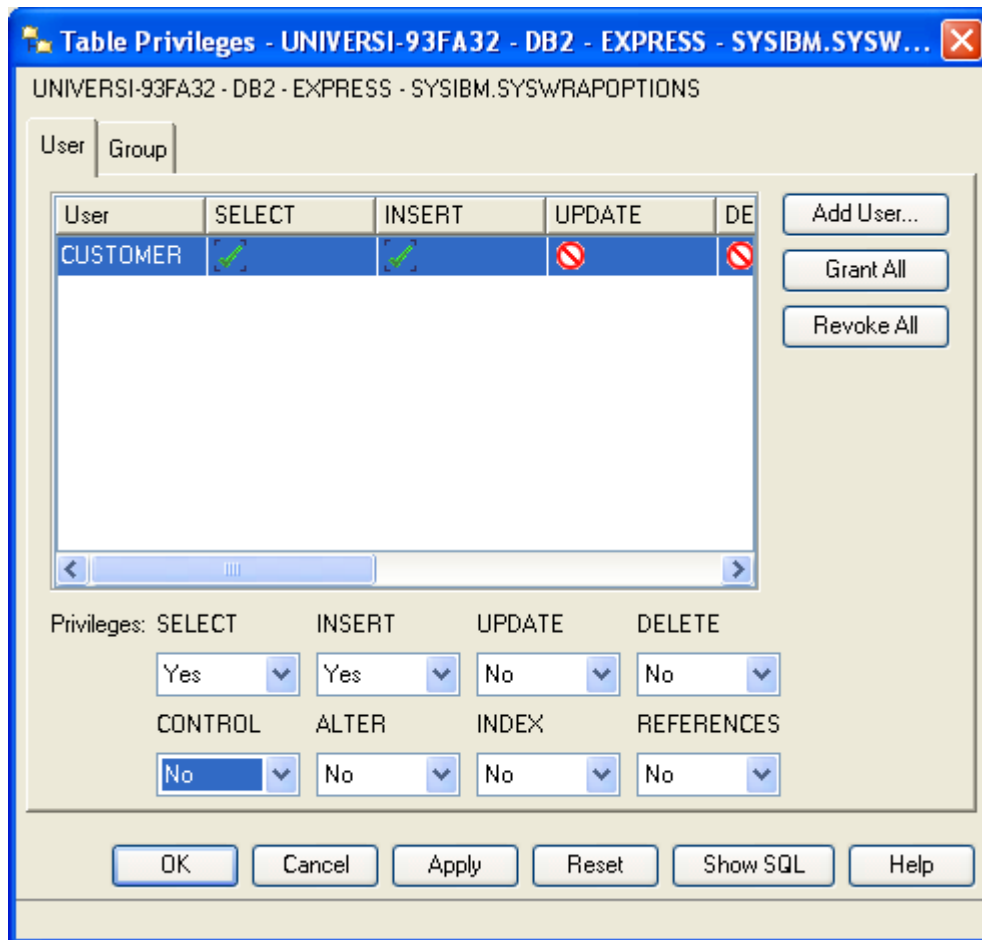 Table Privileges - UNIVERSI-93FA32 - DB2 - EXPRESS - SYSIBM.SYSW...
UNIVERSI-93FA32 - DB2 - EXPRESS - SYSIBM.SYSWRAPOPTIONS
User Group
User SELECT INSERT UPDATE DE Add User...
CUSTOMER
Grant All
Revoke All
Privileges: SELECT INSERT UPDATE DELETE
Yes Yes No No
CONTROL ALTER INDEX REFERENCES
No No No No
OK Cancel Apply Reset Show SQL Help